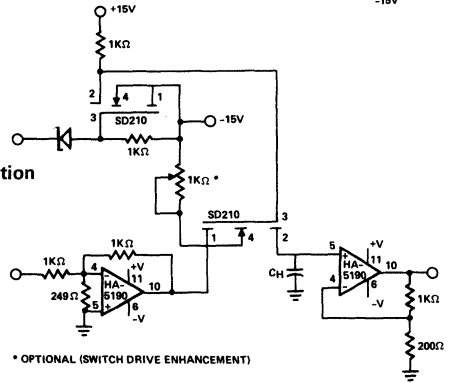 -15V
+15V
1KΩ
2
4
1
3
SD210
-15V
1KΩ
tion
1KΩ *
SD210
3
1
4
2
1KΩ
1KΩ
4
-
+V
11
HA-
5190
10
249Ω
5
+
6
-V
CH
5
+
+V
11
HA-
5190
10
4
-
6
-V
1KΩ
200Ω
* OPTIONAL (SWITCH DRIVE ENHANCEMENT)